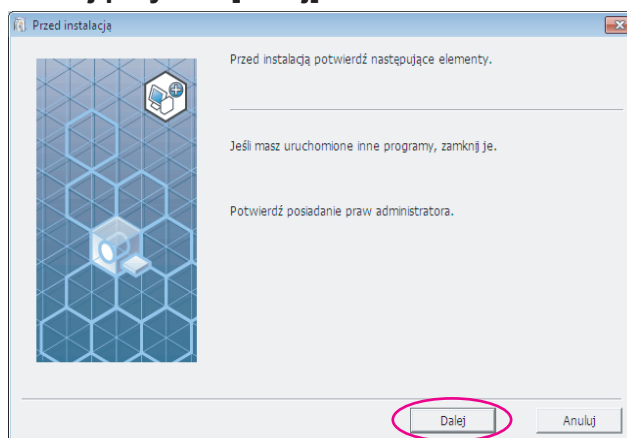 Przed instalacją
Przed instalacją potwierdź następujące elementy.
Jeśli masz uruchomione inne programy, zamknij je.
Potwierdź posiadanie praw administratora.
Dalej
Anuluj